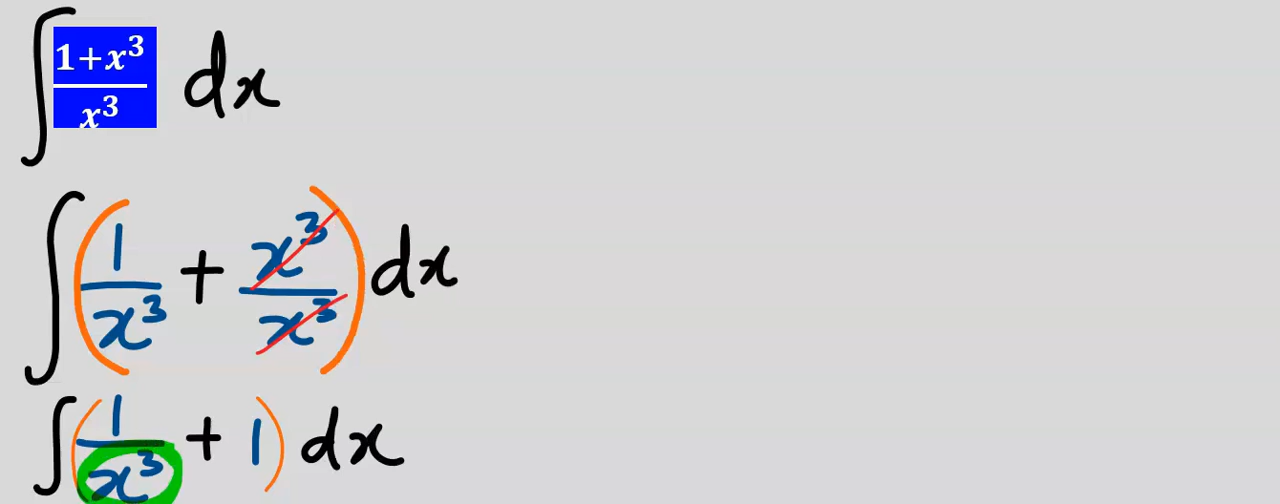 ∫ (1+x³)/x³ dx
∫ (1/x³ + x³/x³) dx
∫ (1/x³ + 1) dx